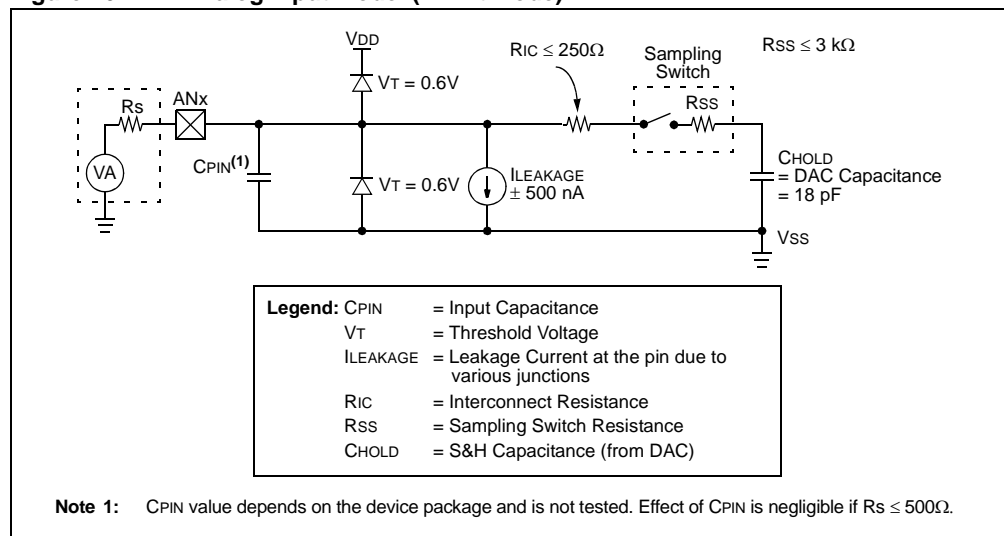 VDD
RIC ≤ 250Ω
Sampling
Switch
RSS ≤ 3 kΩ
VT = 0.6V
Rs
ANx
RSS
CPIN(1)
VA
VT = 0.6V
ILEAKAGE
± 500 nA
CHOLD
= DAC Capacitance
= 18 pF
VSS
Legend: CPIN = Input Capacitance
VT = Threshold Voltage
ILEAKAGE = Leakage Current at the pin due to
various junctions
RIC = Interconnect Resistance
RSS = Sampling Switch Resistance
CHOLD = S&H Capacitance (from DAC)
Note 1: CPIN value depends on the device package and is not tested. Effect of CPIN is negligible if Rs ≤ 500Ω.